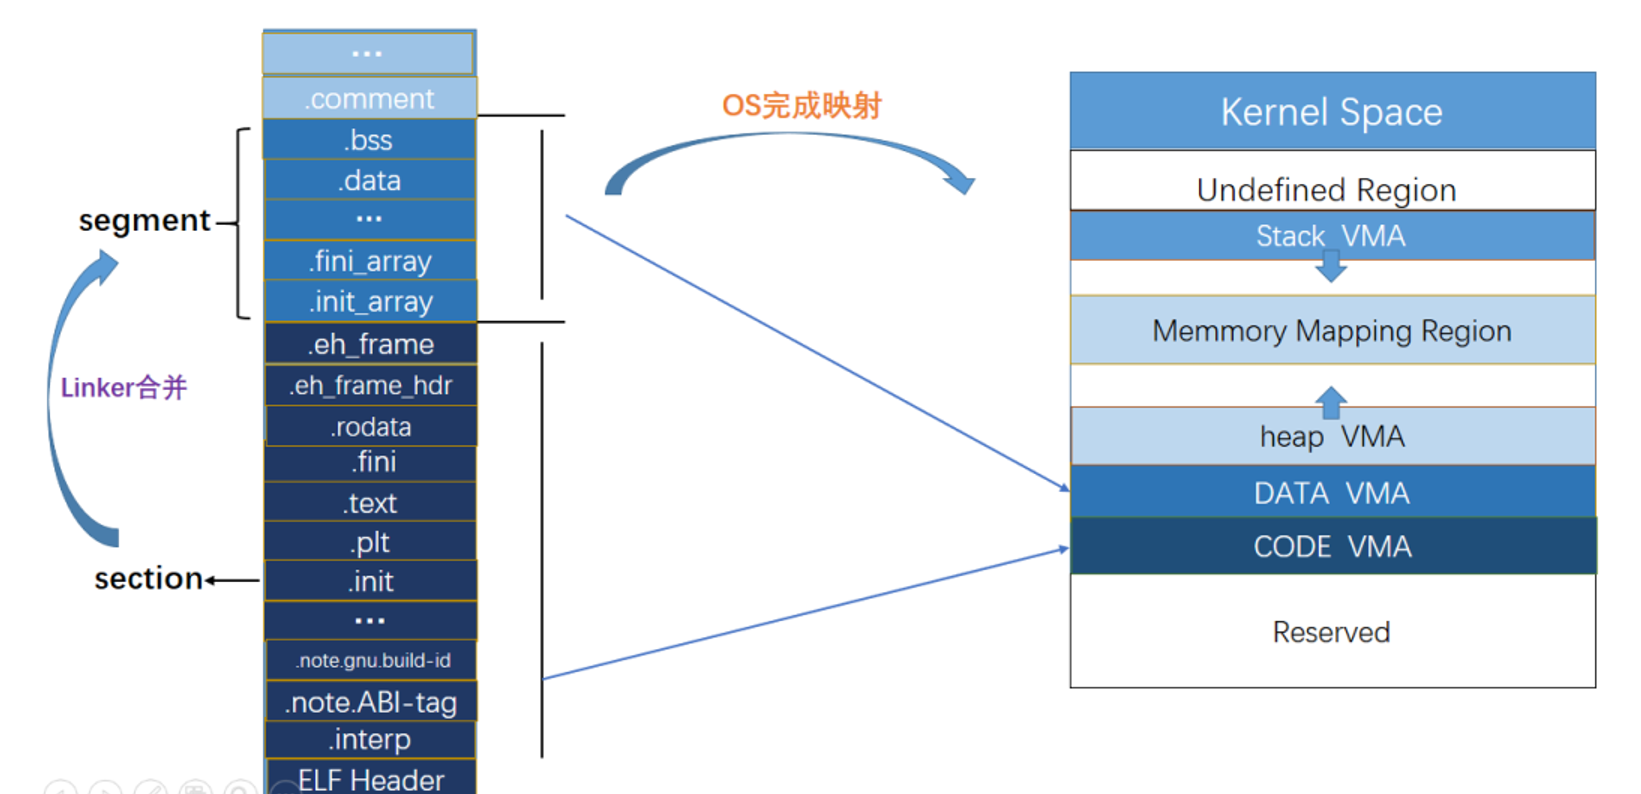 ...
.comment
.bss
.data
...
.fini_array
.init_array
.eh_frame
.eh_frame_hdr
.rodata
.fini
.text
.plt
.init
...
.note.gnu.build-id
.note.ABI-tag
.interp
ELF Header
segment
Linker合并
section
OS完成映射
Kernel Space
Undefined Region
Stack VMA
Memmory Mapping Region
heap VMA
DATA VMA
CODE VMA
Reserved